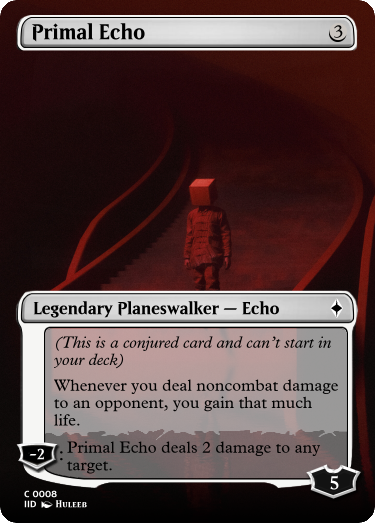 Primal Echo 3
Legendary Planeswalker — Echo
(This is a conjured card and can't start in
your deck)
Whenever you deal noncombat damage
to an opponent, you gain that much
life.
-2: Primal Echo deals 2 damage to any
target.
5
C 0008
IID HULEEB